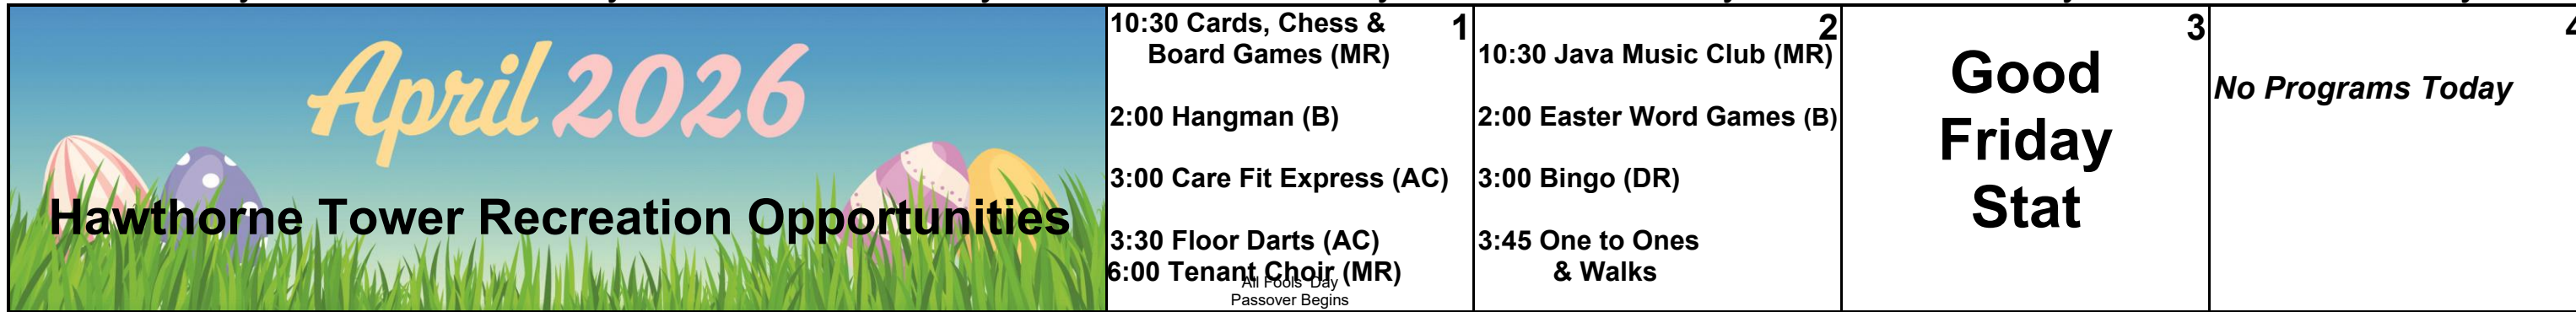 April 2026
Hawthorne Tower Recreation Opportunities
1
10:30 Cards, Chess &
Board Games (MR)
2:00 Hangman (B)
3:00 Care Fit Express (AC)
3:30 Floor Darts (AC)
6:00 Tenant Choir (MR)
All Fools' Day
Passover Begins
2
10:30 Java Music Club (MR)
2:00 Easter Word Games (B)
3:00 Bingo (DR)
3:45 One to Ones
& Walks
3
Good
Friday
Stat
4
No Programs Today